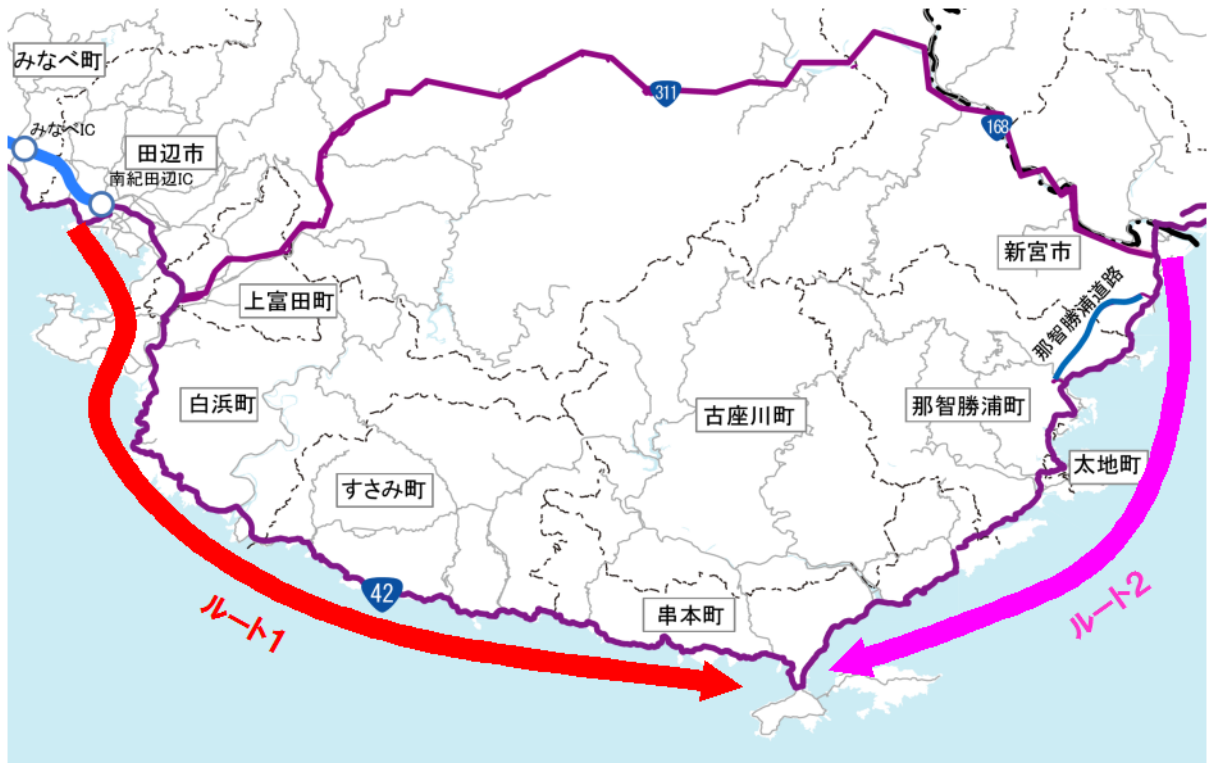 みなべ町
311
みなべIC
168
田辺市
南紀田辺IC
新宮市
上富田町
那智勝浦道路
白浜町
古座川町
那智勝浦町
太地町
すさみ町
42
串本町
ルート1
ルート2